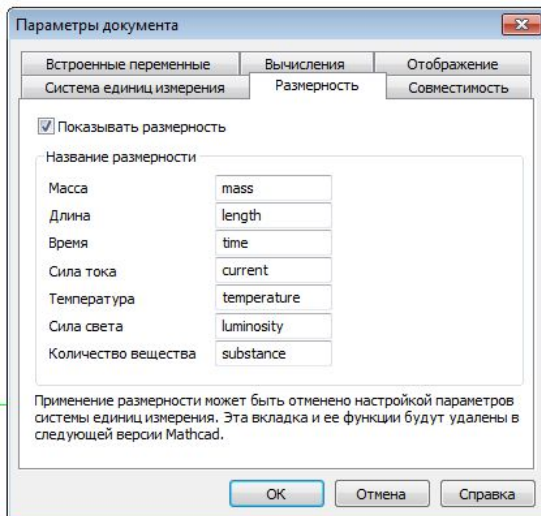 Параметры документа
Встроенные переменные Вычисления Отображение
Система единиц измерения Размерность Совместимость
Показывать размерность
Название размерности
Масса mass
Длина length
Время time
Сила тока current
Температура temperature
Сила света luminosity
Количество вещества substance
Применение размерности может быть отменено настройкой параметров
системы единиц измерения. Эта вкладка и ее функции будут удалены в
следующей версии Mathcad.
OK Отмена Справка